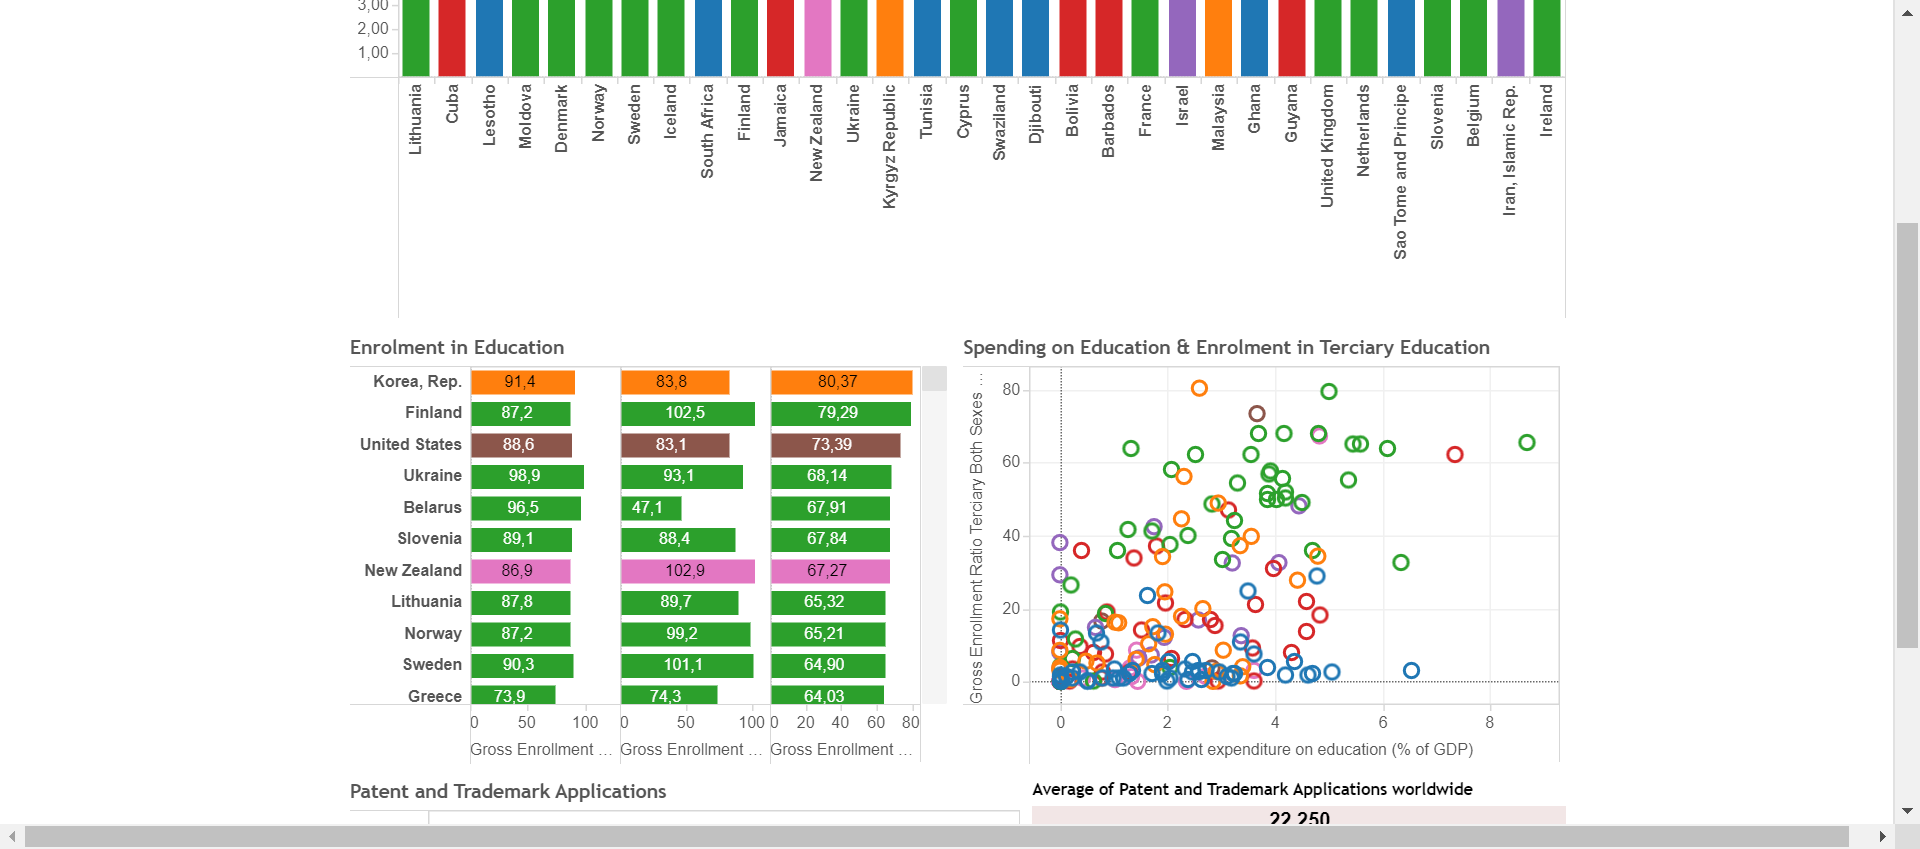 3,00
2,00
1,00
Lithuania
Cuba
Lesotho
Moldova
Denmark
Norway
Sweden
Iceland
South Africa
Finland
Jamaica
New Zealand
Ukraine
Kyrgyz Republic
Tunisia
Cyprus
Swaziland
Djibouti
Bolivia
Barbados
France
Israel
Malaysia
Ghana
Guyana
United Kingdom
Netherlands
Sao Tome and Principe
Slovenia
Belgium
Iran, Islamic Rep.
Ireland
Enrolment in Education
Korea, Rep. 91,4 83,8 80,37
Finland 87,2 102,5 79,29
United States 88,6 83,1 73,39
Ukraine 98,9 93,1 68,14
Belarus 96,5 47,1 67,91
Slovenia 89,1 88,4 67,84
New Zealand 86,9 102,9 67,27
Lithuania 87,8 89,7 65,32
Norway 87,2 99,2 65,21
Sweden 90,3 101,1 64,90
Greece 73,9 74,3 64,03
0 50 100 0 50 100 0 20 40 60 80
Gross Enrollment ... Gross Enrollment ... Gross Enrollment ...
Spending on Education & Enrolment in Terciary Education
Gross Enrollment Ratio Terciary Both Sexes ...
80
60
40
20
0
0 2 4 6 8
Government expenditure on education (% of GDP)
Patent and Trademark Applications
Average of Patent and Trademark Applications worldwide
22 250